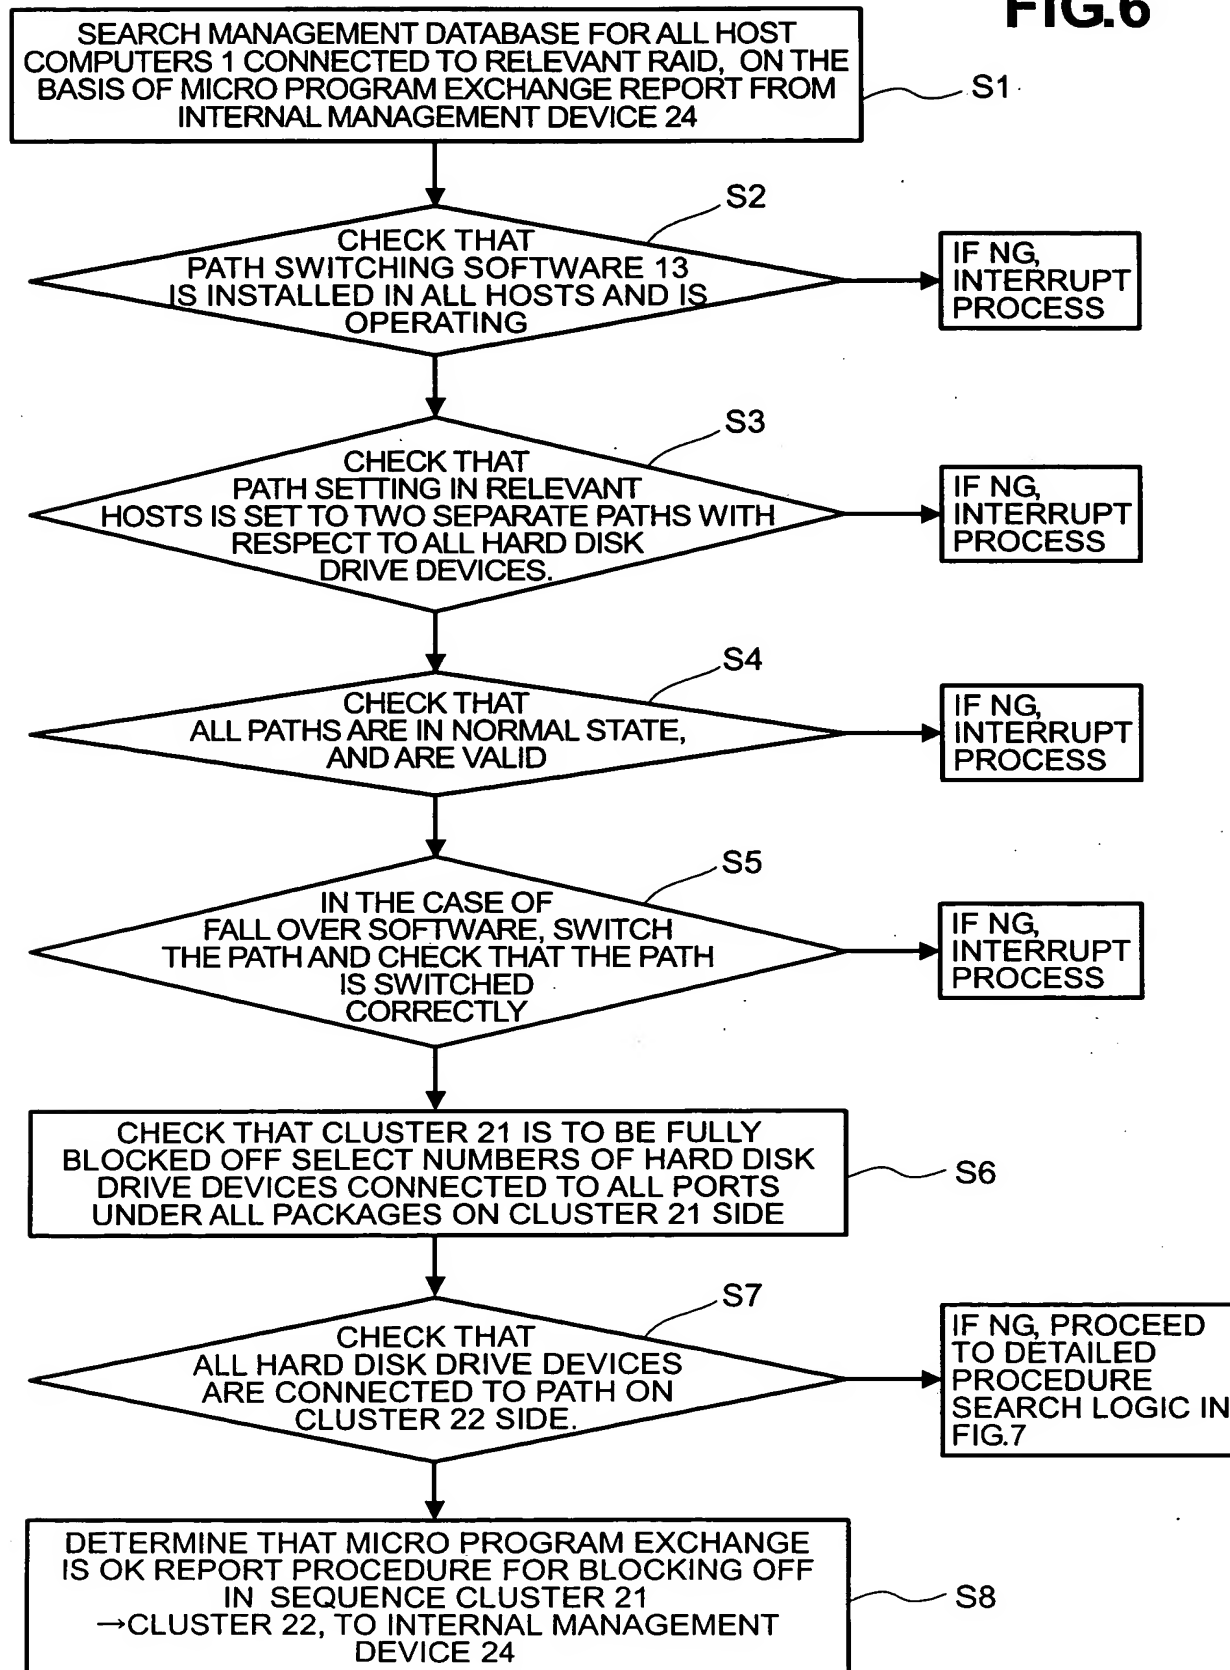 FIG.6
SEARCH MANAGEMENT DATABASE FOR ALL HOST
COMPUTERS 1 CONNECTED TO RELEVANT RAID, ON THE
BASIS OF MICRO PROGRAM EXCHANGE REPORT FROM
INTERNAL MANAGEMENT DEVICE 24
S1
S2
CHECK THAT
PATH SWITCHING SOFTWARE 13
IS INSTALLED IN ALL HOSTS AND IS
OPERATING
IF NG,
INTERRUPT
PROCESS
S3
CHECK THAT
PATH SETTING IN RELEVANT
HOSTS IS SET TO TWO SEPARATE PATHS WITH
RESPECT TO ALL HARD DISK
DRIVE DEVICES.
IF NG,
INTERRUPT
PROCESS
S4
CHECK THAT
ALL PATHS ARE IN NORMAL STATE,
AND ARE VALID
IF NG,
INTERRUPT
PROCESS
S5
IN THE CASE OF
FALL OVER SOFTWARE, SWITCH
THE PATH AND CHECK THAT THE PATH
IS SWITCHED
CORRECTLY
IF NG,
INTERRUPT
PROCESS
CHECK THAT CLUSTER 21 IS TO BE FULLY
BLOCKED OFF SELECT NUMBERS OF HARD DISK
DRIVE DEVICES CONNECTED TO ALL PORTS
UNDER ALL PACKAGES ON CLUSTER 21 SIDE
S6
S7
CHECK THAT
ALL HARD DISK DRIVE DEVICES
ARE CONNECTED TO PATH ON
CLUSTER 22 SIDE.
IF NG, PROCEED
TO DETAILED
PROCEDURE
SEARCH LOGIC IN
FIG.7
DETERMINE THAT MICRO PROGRAM EXCHANGE
IS OK REPORT PROCEDURE FOR BLOCKING OFF
IN SEQUENCE CLUSTER 21
→CLUSTER 22, TO INTERNAL MANAGEMENT
DEVICE 24
S8